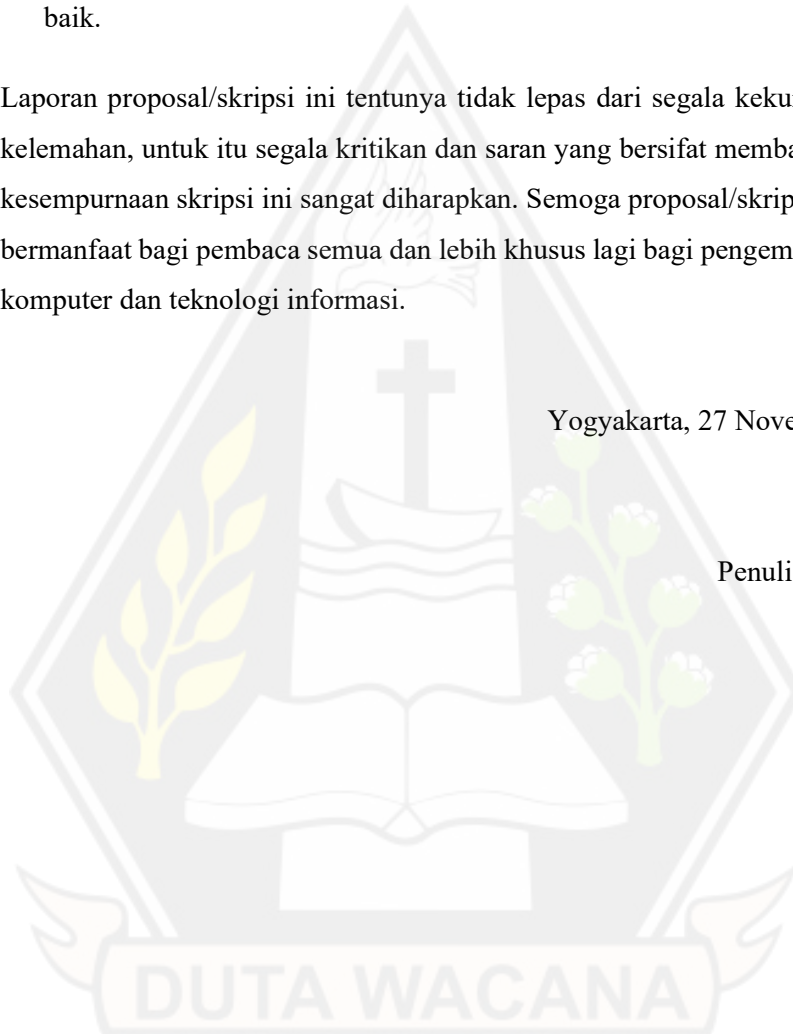 baik.
Laporan proposal/skripsi ini tentunya tidak lepas dari segala keku
kelemahan, untuk itu segala kritikan dan saran yang bersifat memba
kesempurnaan skripsi ini sangat diharapkan. Semoga proposal/skrip
bermanfaat bagi pembaca semua dan lebih khusus lagi bagi pengem
komputer dan teknologi informasi.
Yogyakarta, 27 Nove
Penuli
DUTA WACANA